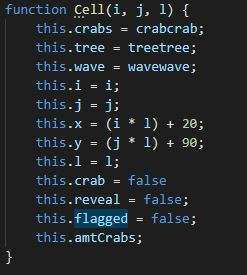 function Cell(i, j, l) {
    this.crabs = crabcrab;
    this.tree = treetree;
    this.wave = wavewave;
    this.i = i;
    this.j = j;
    this.x = (i * l) + 20;
    this.y = (j * l) + 90;
    this.l = l;
    this.crab = false
    this.reveal = false;
    this.flagged = false;
    this.amtCrabs;
}